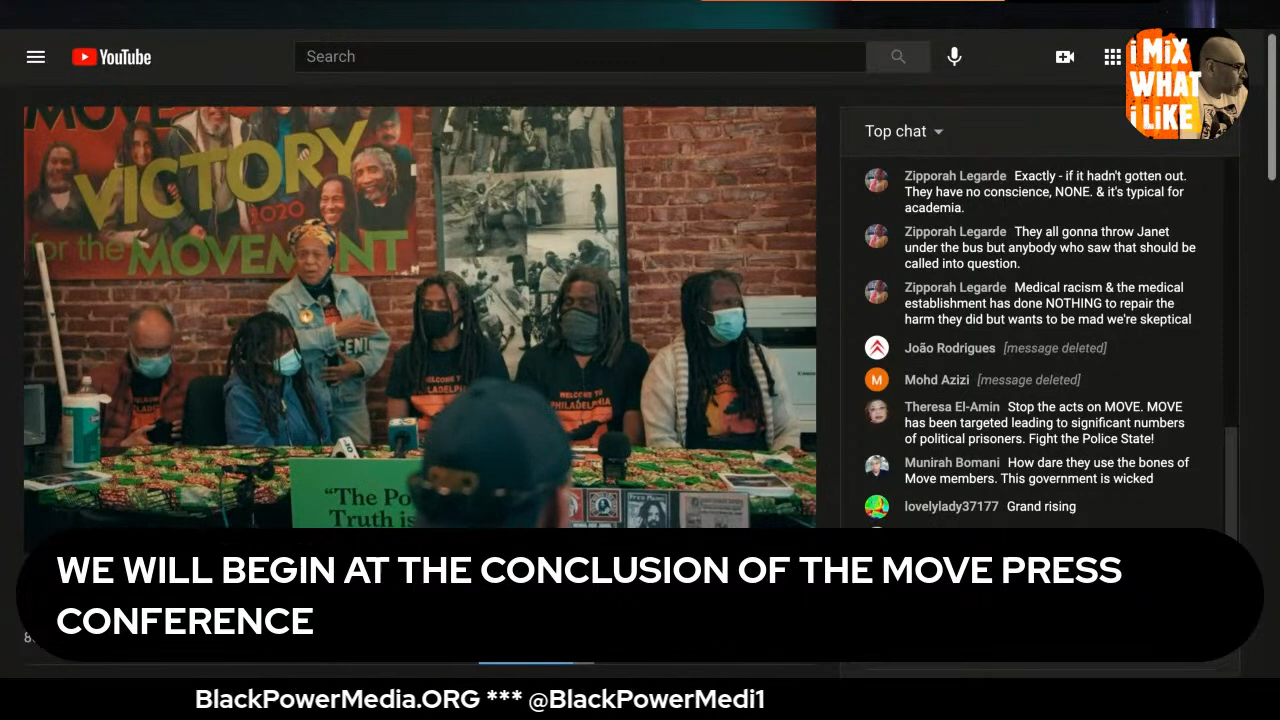 YouTube
Search
i MiX
WHAT
i LiKE
MOVE
VICTORY
2020
for the MOVEMENT
WELCOME TO
PHILADELPHIA
"The Po
Truth is
Top chat
Zipporah Legarde Exactly - if it hadn't gotten out.
They have no conscience, NONE. & it's typical for
academia.
Zipporah Legarde They all gonna throw Janet
under the bus but anybody who saw that should be
called into question.
Zipporah Legarde Medical racism & the medical
establishment has done NOTHING to repair the
harm they did but wants to be mad we're skeptical
João Rodrigues [message deleted]
M
Mohd Azizi [message deleted]
Theresa El-Amin Stop the acts on MOVE. MOVE
has been targeted leading to significant numbers
of political prisoners. Fight the Police State!
Munirah Bomani How dare they use the bones of
Move members. This government is wicked
lovelylady37177 Grand rising
WE WILL BEGIN AT THE CONCLUSION OF THE MOVE PRESS
CONFERENCE
BlackPowerMedia.ORG *** @BlackPowerMedi1